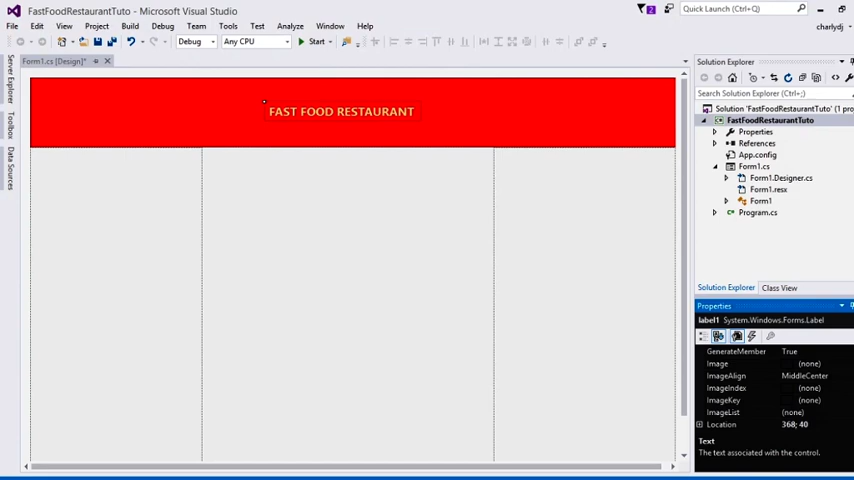 FastFoodRestaurantTuto - Microsoft Visual Studio
2
Quick Launch (Ctrl+Q)
File Edit View Project Build Debug Team Tools Test Analyze Window Help
charlydj
Debug Any CPU Start
Form1.cs [Design]*
Server Explorer
Toolbox
Data Sources
FAST FOOD RESTAURANT
Solution Explorer
Search Solution Explorer (Ctrl+;)
Solution 'FastFoodRestaurantTuto' (1 pro
FastFoodRestaurantTuto
Properties
References
App.config
Form1.cs
Form1.Designer.cs
Form1.resx
Form1
Program.cs
Solution Explorer Class View
Properties
label1 System.Windows.Forms.Label
GenerateMember True
Image (none)
ImageAlign MiddleCenter
ImageIndex (none)
ImageKey (none)
ImageList (none)
Location 368; 40
Text
The text associated with the control.